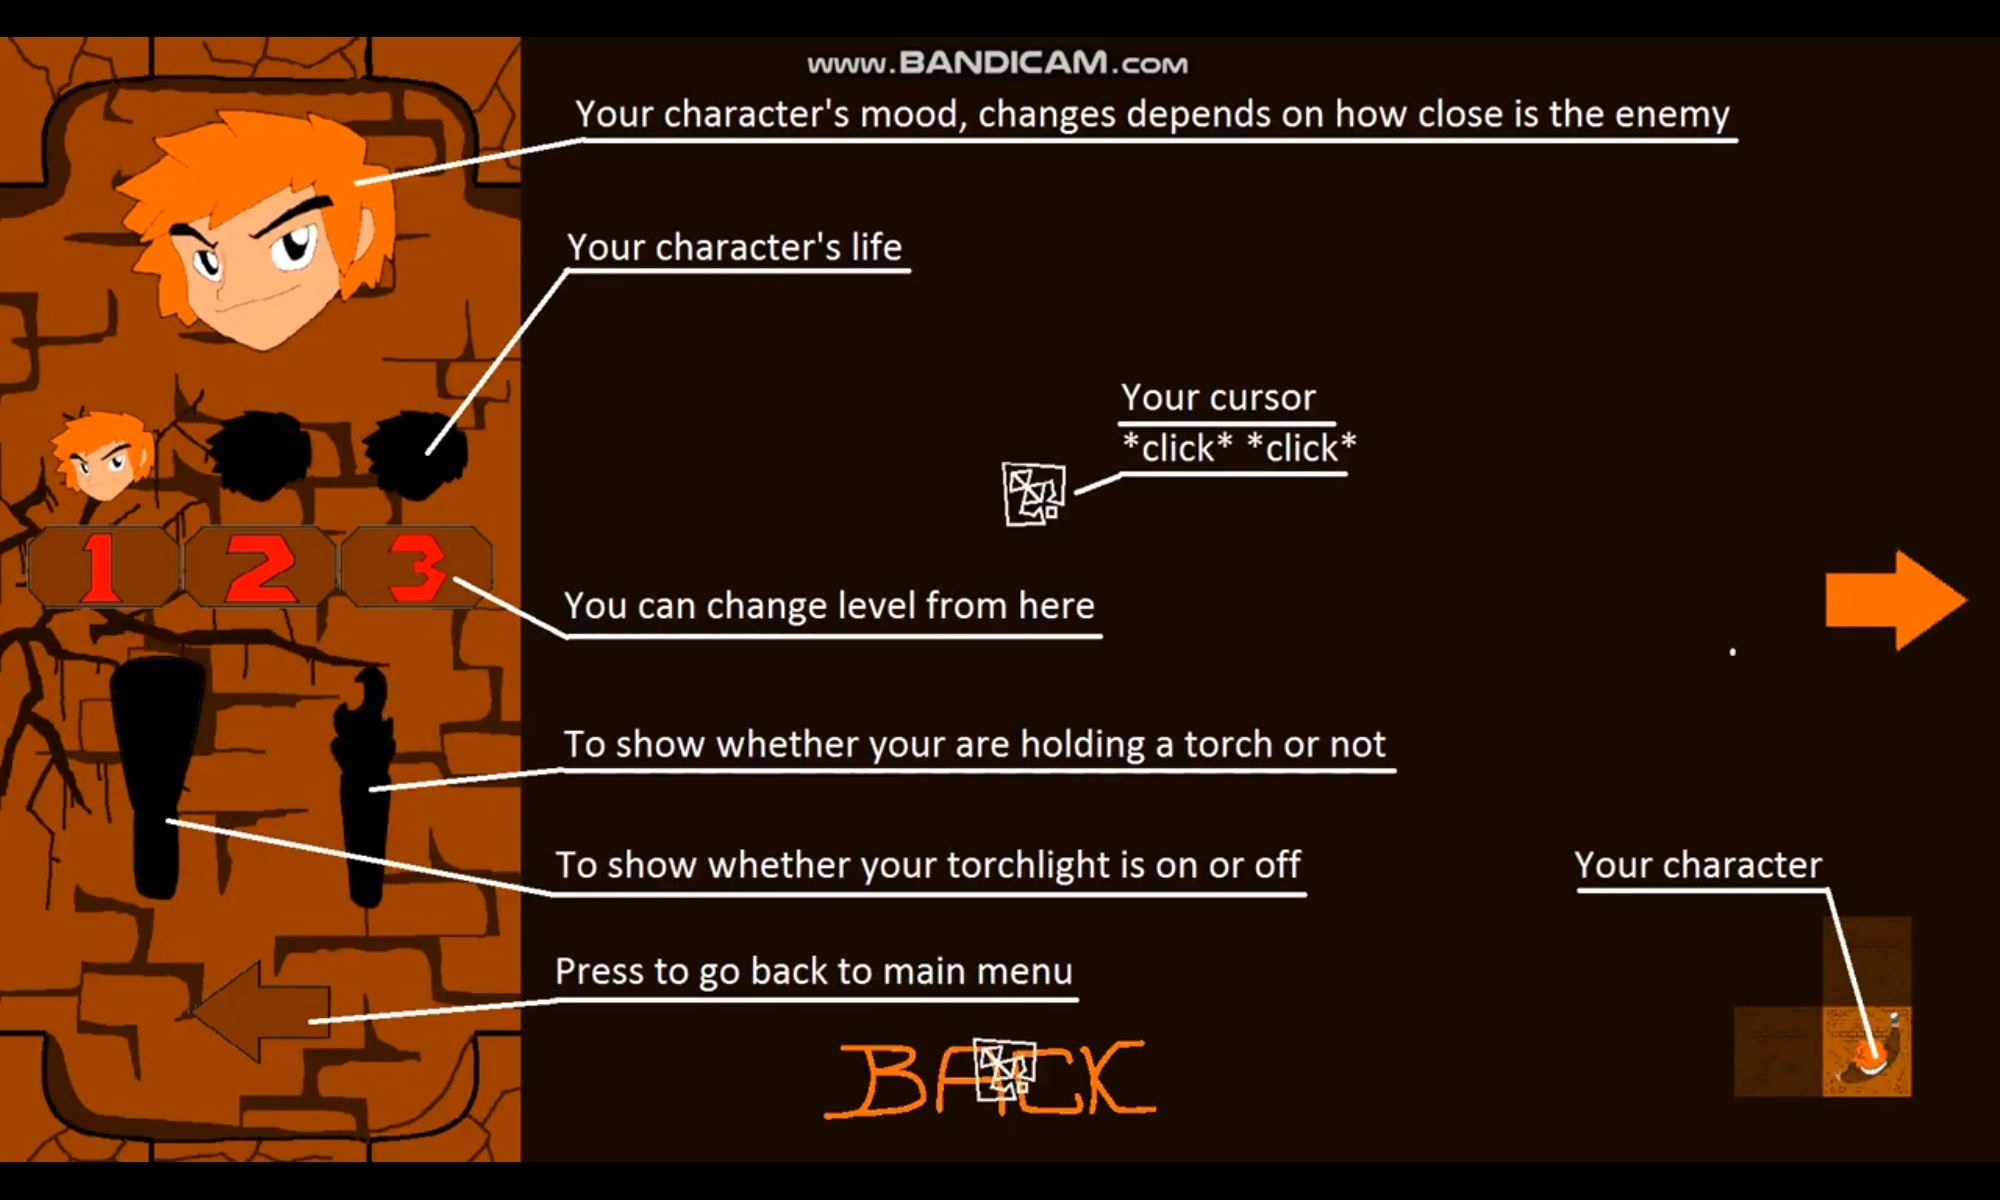 www.BANDICAM.COM
Your character's mood, changes depends on how close is the enemy
Your character's life
Your cursor
*click* *click*
1 2 3
You can change level from here
To show whether your are holding a torch or not
To show whether your torchlight is on or off
Your character
Press to go back to main menu
BACK